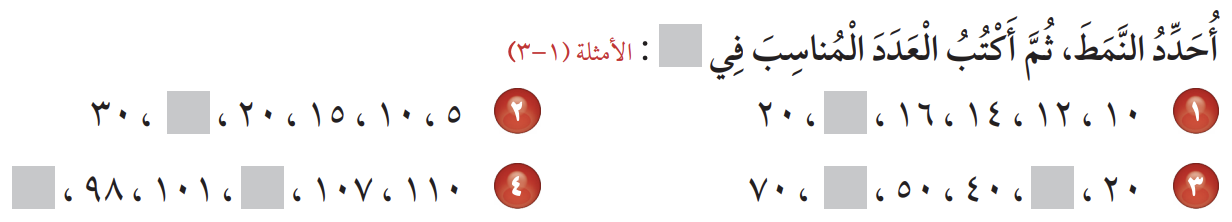 أُحَدِّدُ النَّمَطَ، ثُمَّ أَكْتُبُ الْعَدَدَ الْمُناسِبَ فِي : الأمثلة (١-٣)
١ ١٠ ، ١٢ ، ١٤ ، ١٦ ، ، ٢٠
٢ ٥ ، ١٠ ، ١٥ ، ٢٠ ، ، ٣٠
٣ ٢٠ ، ، ٤٠ ، ٥٠ ، ، ٧٠
٤ ١١٠ ، ١٠٧ ، ، ١٠١ ، ٩٨ ،